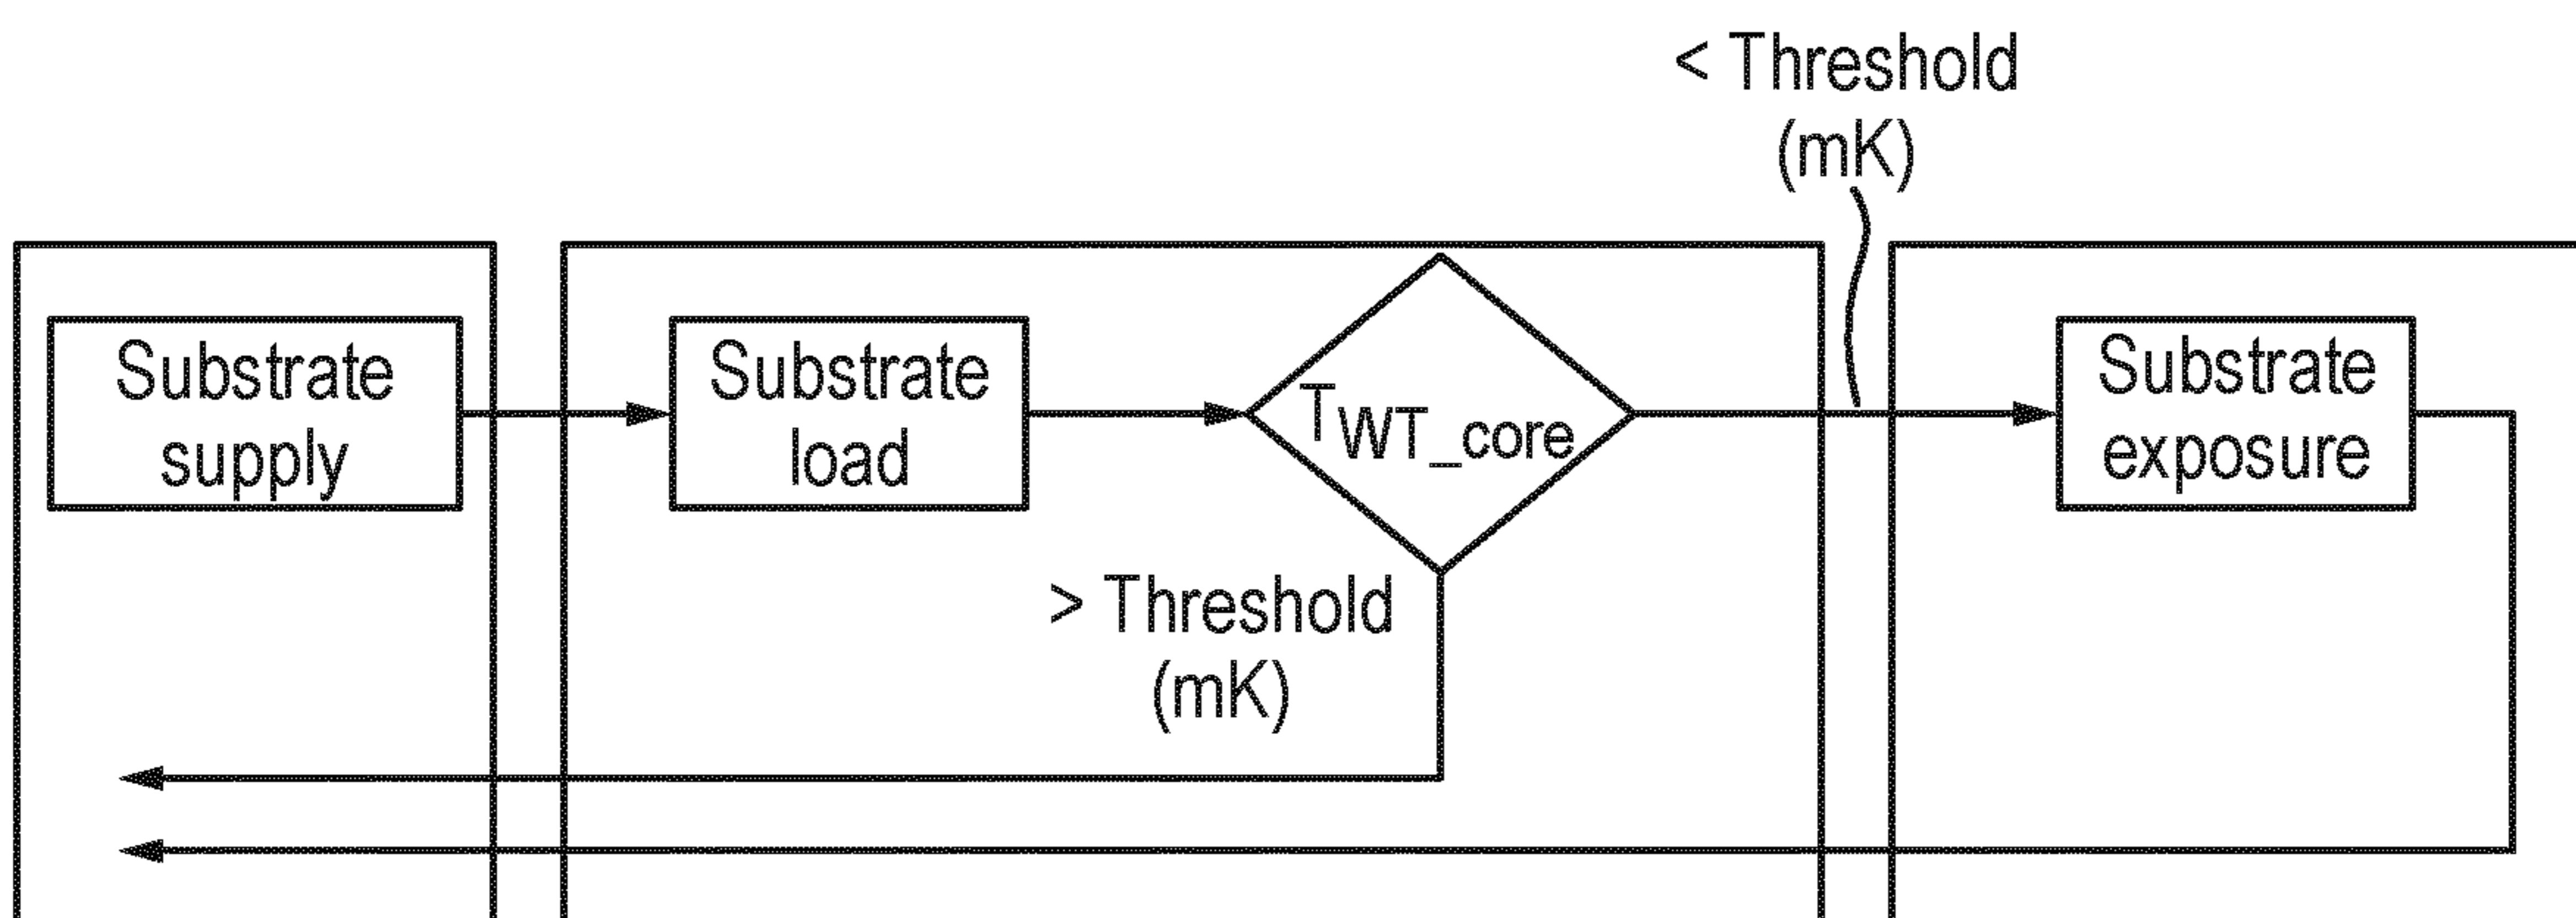 < Threshold
(mK)
Substrate
supply
Substrate
load
TWT_core
Substrate
exposure
> Threshold
(mK)